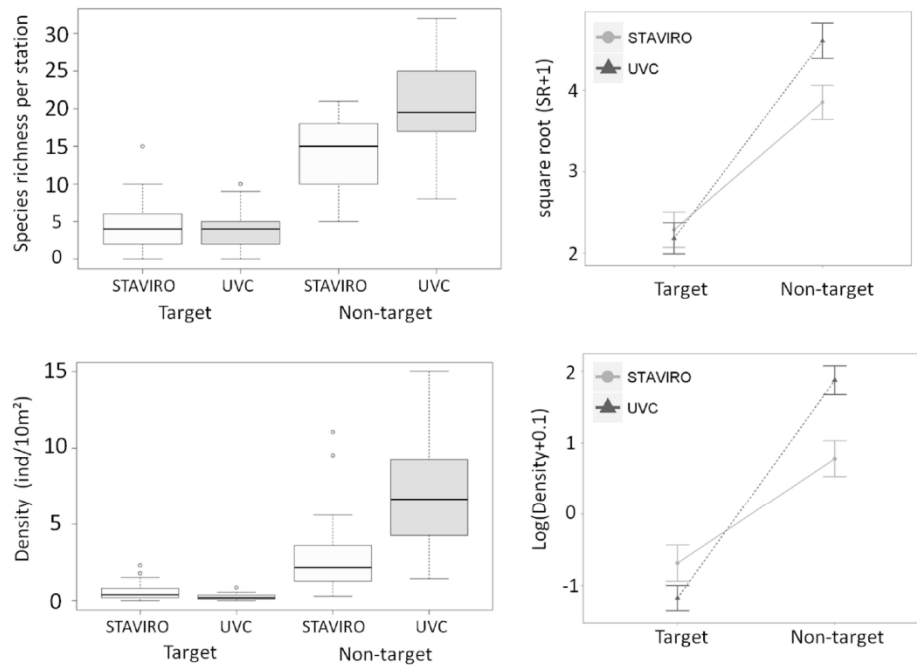 Species richness per station
30
25
20
15
10
5
0
STAVIRO UVC STAVIRO UVC
Target Non-target
square root (SR+1)
4
3
2
STAVIRO
UVC
Target Non-target
Density (ind/10m²)
15
10
5
0
STAVIRO UVC STAVIRO UVC
Target Non-target
Log(Density+0.1)
2
1
0
-1
STAVIRO
UVC
Target Non-target